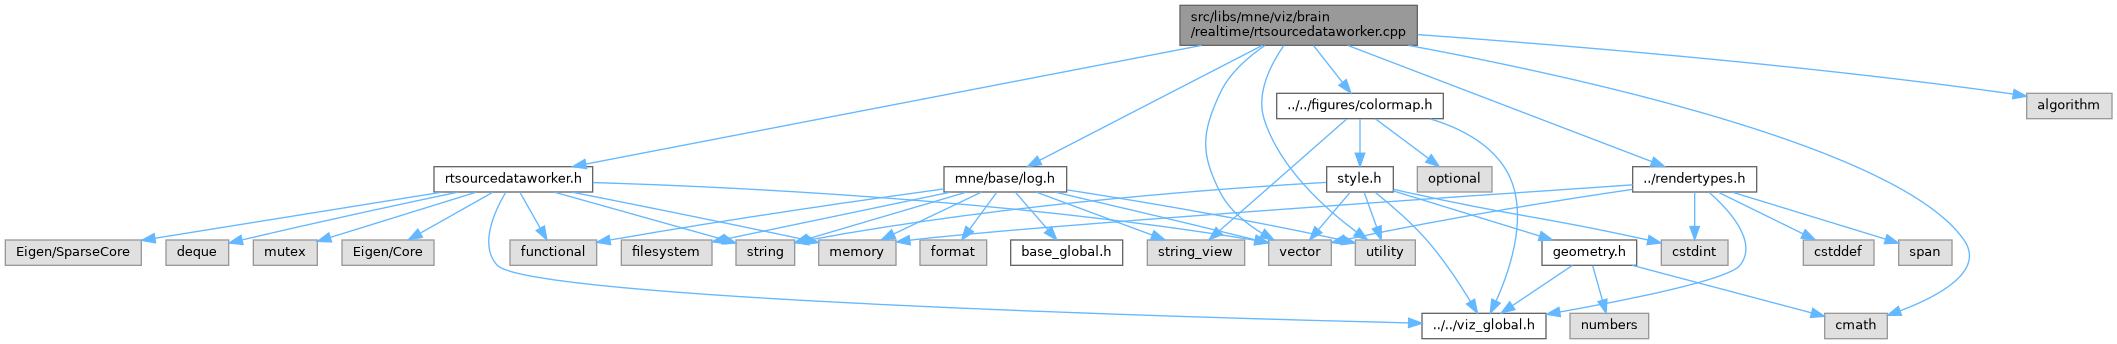 src/libs/mne/viz/brain
/realtime/rtsourcedataworker.cpp
../../figures/colormap.h
algorithm
rtsourcedataworker.h
mne/base/log.h
style.h
optional
../rendertypes.h
Eigen/SparseCore
deque
mutex
Eigen/Core
functional
filesystem
string
memory
format
base_global.h
string_view
vector
utility
geometry.h
cstdint
cstddef
span
../../viz_global.h
numbers
cmath